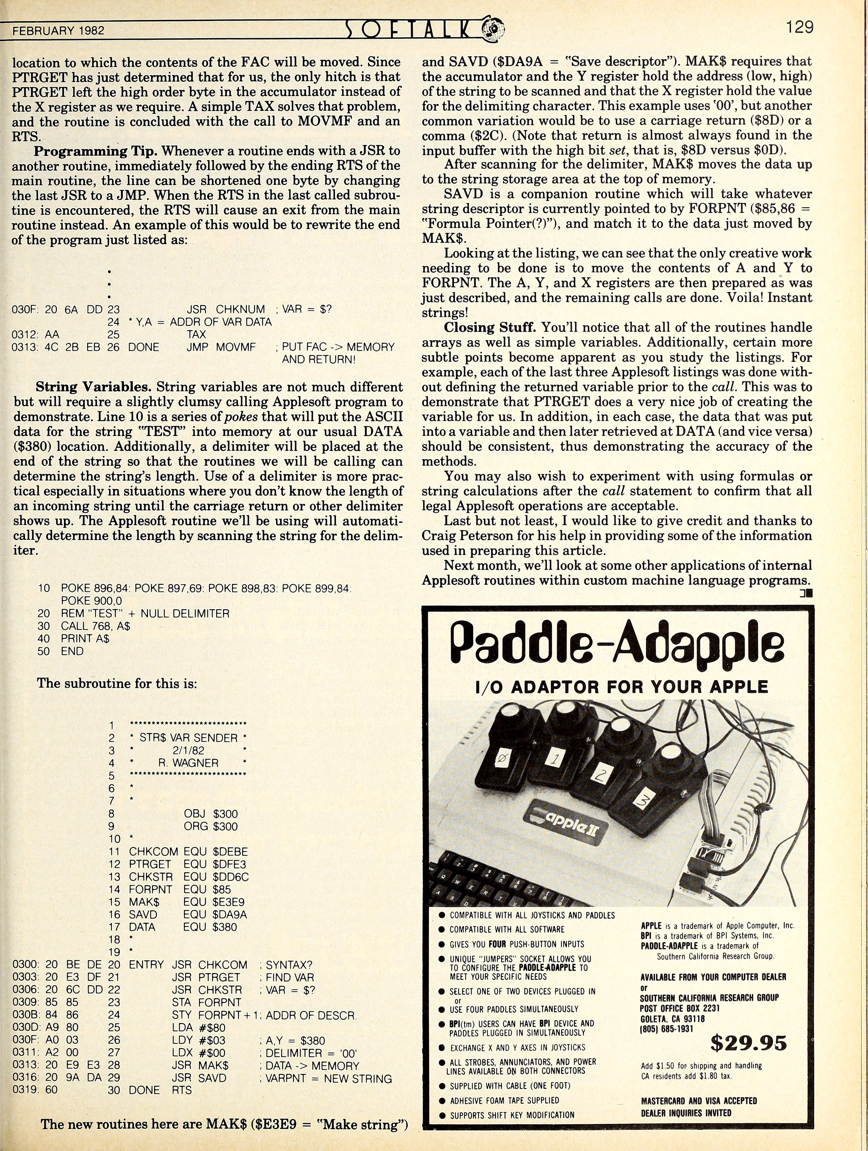 FEBRUARY 1982
SOFTALK
129
location to which the contents of the FAC will be moved. Since
PTRGET has just determined that for us, the only hitch is that
PTRGET left the high order byte in the accumulator instead of
the X register as we require. A simple TAX solves that problem,
and the routine is concluded with the call to MOVMF and an
RTS.
Programming Tip. Whenever a routine ends with a JSR to
another routine, immediately followed by the ending RTS of the
main routine, the line can be shortened one byte by changing
the last JSR to a JMP. When the RTS in the last called subrou-
tine is encountered, the RTS will cause an exit from the main
routine instead. An example of this would be to rewrite the end
of the program just listed as:
.
.
.
030F: 20 6A DD 23 JSR CHKNUM ; VAR = $?
24 * Y,A = ADDR OF VAR DATA
0312: AA 25 TAX
0313: 4C 2B EB 26 DONE JMP MOVMF ; PUT FAC -> MEMORY
AND RETURN!
String Variables. String variables are not much different
but will require a slightly clumsy calling Applesoft program to
demonstrate. Line 10 is a series of pokes that will put the ASCII
data for the string "TEST" into memory at our usual DATA
($380) location. Additionally, a delimiter will be placed at the
end of the string so that the routines we will be calling can
determine the string's length. Use of a delimiter is more prac-
tical especially in situations where you don't know the length of
an incoming string until the carriage return or other delimiter
shows up. The Applesoft routine we'll be using will automati-
cally determine the length by scanning the string for the delim-
iter.
10 POKE 896,84: POKE 897,69: POKE 898,83: POKE 899,84:
POKE 900,0
20 REM "TEST" + NULL DELIMITER
30 CALL 768, A$
40 PRINT A$
50 END
The subroutine for this is:
1 ***************************
2 * STR$ VAR SENDER *
3 * 2/1/82 *
4 * R. WAGNER *
5 ***************************
6 *
7 *
8 OBJ $300
9 ORG $300
10 *
11 CHKCOM EQU $DEBE
12 PTRGET EQU $DFE3
13 CHKSTR EQU $DD6C
14 FORPNT EQU $85
15 MAK$ EQU $E3E9
16 SAVD EQU $DA9A
17 DATA EQU $380
18 *
19 *
0300: 20 BE DE 20 ENTRY JSR CHKCOM ; SYNTAX?
0303: 20 E3 DF 21 JSR PTRGET ; FIND VAR
0306: 20 6C DD 22 JSR CHKSTR ; VAR = $?
0309: 85 85 23 STA FORPNT
030B: 84 86 24 STY FORPNT+1; ADDR OF DESCR.
030D: A9 80 25 LDA #$80
030F: A0 03 26 LDY #$03 ; A,Y = $380
0311: A2 00 27 LDX #$00 ; DELIMITER = '00'
0313: 20 E9 E3 28 JSR MAK$ ; DATA -> MEMORY
0316: 20 9A DA 29 JSR SAVD ; VARPNT = NEW STRING
0319: 60 30 DONE RTS
The new routines here are MAK$ ($E3E9 = "Make string")
and SAVD ($DA9A = "Save descriptor"). MAK$ requires that
the accumulator and the Y register hold the address (low, high)
of the string to be scanned and that the X register hold the value
for the delimiting character. This example uses '00', but another
common variation would be to use a carriage return ($8D) or a
comma ($2C). (Note that return is almost always found in the
input buffer with the high bit set, that is, $8D versus $0D).
After scanning for the delimiter, MAK$ moves the data up
to the string storage area at the top of memory.
SAVD is a companion routine which will take whatever
string descriptor is currently pointed to by FORPNT ($85,86 =
"Formula Pointer(?)"), and match it to the data just moved by
MAK$.
Looking at the listing, we can see that the only creative work
needing to be done is to move the contents of A and Y to
FORPNT. The A, Y, and X registers are then prepared as was
just described, and the remaining calls are done. Voila! Instant
strings!
Closing Stuff. You'll notice that all of the routines handle
arrays as well as simple variables. Additionally, certain more
subtle points become apparent as you study the listings. For
example, each of the last three Applesoft listings was done with-
out defining the returned variable prior to the call. This was to
demonstrate that PTRGET does a very nice job of creating the
variable for us. In addition, in each case, the data that was put
into a variable and then later retrieved at DATA (and vice versa)
should be consistent, thus demonstrating the accuracy of the
methods.
You may also wish to experiment with using formulas or
string calculations after the call statement to confirm that all
legal Applesoft operations are acceptable.
Last but not least, I would like to give credit and thanks to
Craig Peterson for his help in providing some of the information
used in preparing this article.
Next month, we'll look at some other applications of internal
Applesoft routines within custom machine language programs.
Paddle-Adapple
I/O ADAPTOR FOR YOUR APPLE
0
1
2
3
apple II
● COMPATIBLE WITH ALL JOYSTICKS AND PADDLES
● COMPATIBLE WITH ALL SOFTWARE
● GIVES YOU FOUR PUSH-BUTTON INPUTS
● UNIQUE "JUMPERS" SOCKET ALLOWS YOU
TO CONFIGURE THE PADDLE-ADAPPLE TO
MEET YOUR SPECIFIC NEEDS
● SELECT ONE OF TWO DEVICES PLUGGED IN
or
● USE FOUR PADDLES SIMULTANEOUSLY
● BPI(tm) USERS CAN HAVE BPI DEVICE AND
PADDLES PLUGGED IN SIMULTANEOUSLY
● EXCHANGE X AND Y AXES IN JOYSTICKS
● ALL STROBES, ANNUNCIATORS, AND POWER
LINES AVAILABLE ON BOTH CONNECTORS
● SUPPLIED WITH CABLE (ONE FOOT)
● ADHESIVE FOAM TAPE SUPPLIED
● SUPPORTS SHIFT KEY MODIFICATION
APPLE is a trademark of Apple Computer, Inc.
BPI is a trademark of BPI Systems, Inc.
PADDLE-ADAPPLE is a trademark of
Southern California Research Group.
AVAILABLE FROM YOUR COMPUTER DEALER
or
SOUTHERN CALIFORNIA RESEARCH GROUP
POST OFFICE BOX 2231
GOLETA, CA 93118
(805) 685-1931
$29.95
Add $1.50 for shipping and handling
CA residents add $1.80 tax.
MASTERCARD AND VISA ACCEPTED
DEALER INQUIRIES INVITED